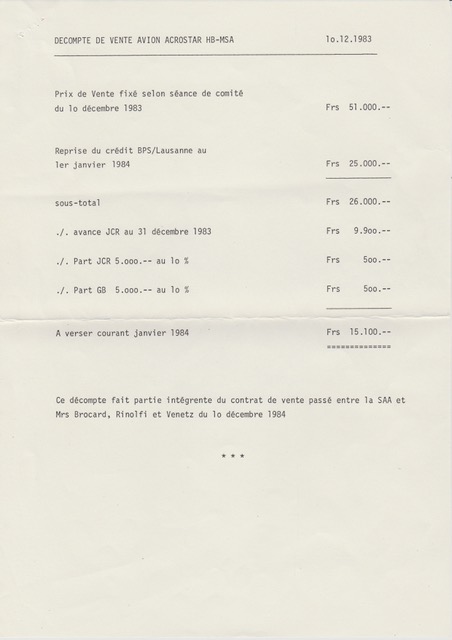 DECOMPTE DE VENTE AVION ACROSTAR HB-MSA 1o.12.1983
Prix de Vente fixé selon séance de comité
du 1o décembre 1983 Frs 51.000.--
Reprise du crédit BPS/Lausanne au
1er janvier 1984 Frs 25.000.--
sous-total Frs 26.000.--
./. avance JCR au 31 décembre 1983 Frs 9.9oo.--
./. Part JCR 5.ooo.-- au 1o % Frs 5oo.--
./. Part GB 5.ooo.-- au 1o % Frs 5oo.--
A verser courant janvier 1984 Frs 15.100.--
==============
Ce décompte fait partie intégrente du contrat de vente passé entre la SAA et
Mrs Brocard, Rinolfi et Venetz du 1o décembre 1984
* * *